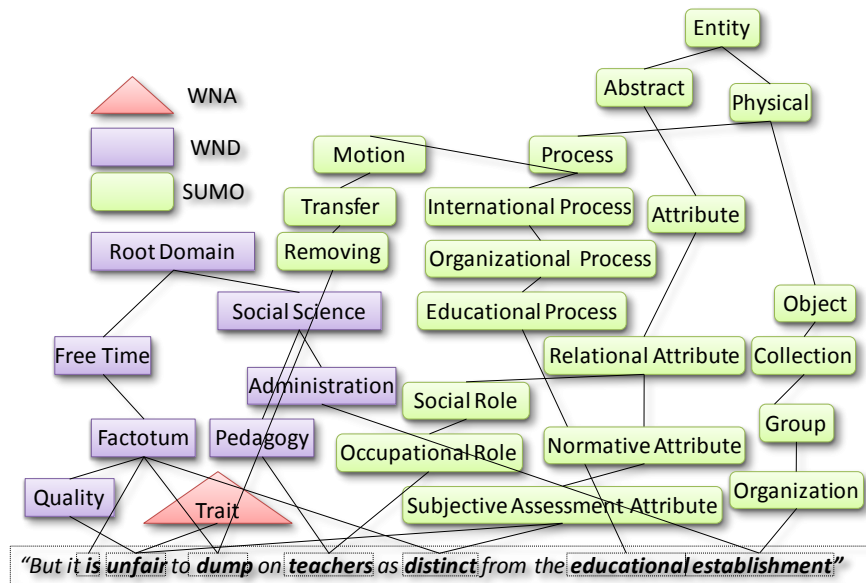 Entity
Abstract
Physical
WNA
WND
SUMO
Motion
Process
Transfer
International Process
Attribute
Root Domain
Removing
Organizational Process
Social Science
Educational Process
Object
Free Time
Relational Attribute
Collection
Administration
Social Role
Group
Factotum
Pedagogy
Occupational Role
Normative Attribute
Quality
Trait
Subjective Assessment Attribute
Organization
“But it is unfair to dump on teachers as distinct from the educational establishment”